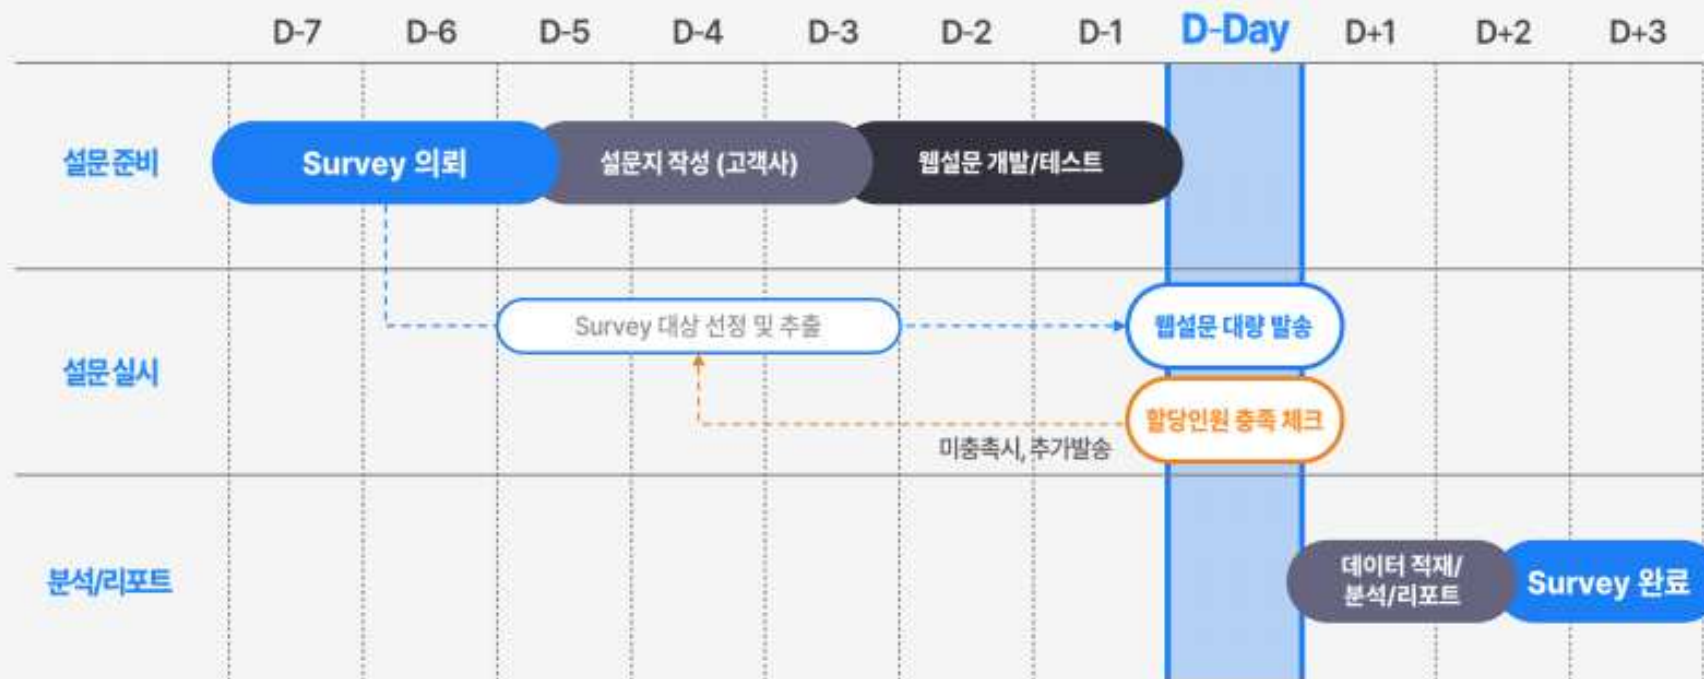 D-7 D-6 D-5 D-4 D-3 D-2 D-1 D-Day D+1 D+2 D+3
설문 준비
Survey 의뢰
설문지 작성 (고객사)
웹설문 개발/테스트
설문 실시
Survey 대상 선정 및 추출
웹설문 대량 발송
할당인원 충족 체크
미충촉시, 추가발송
분석/리포트
데이터 적재/
분석/리포트
Survey 완료